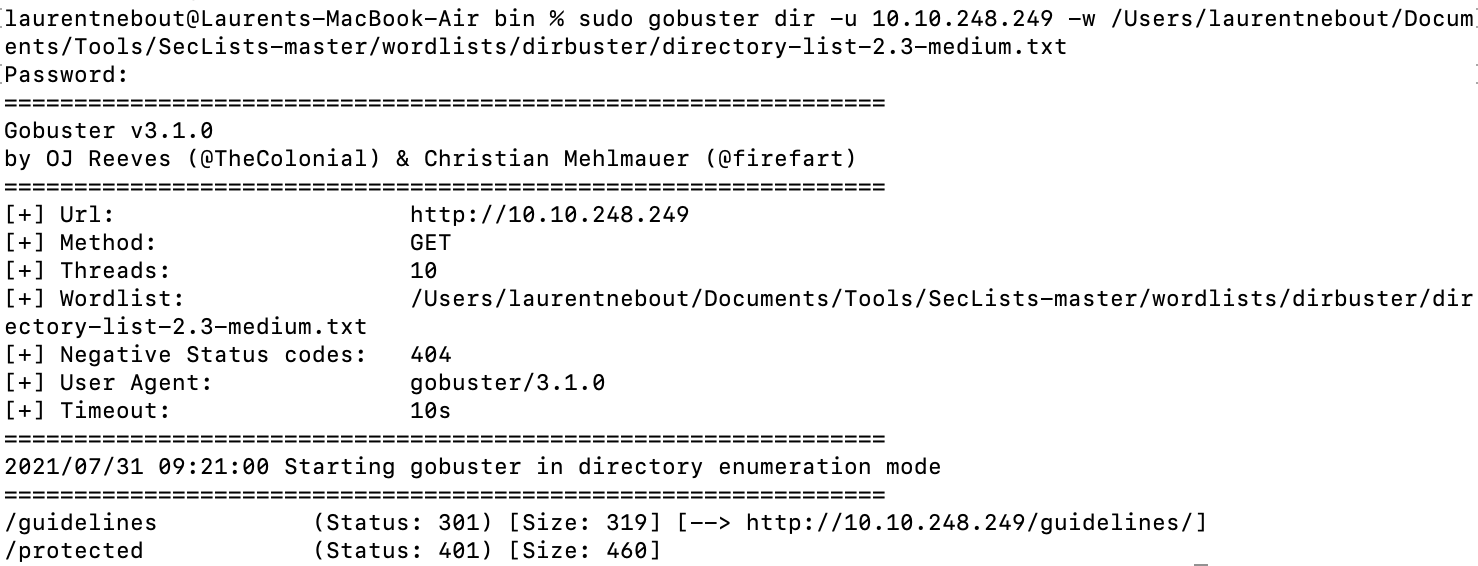 laurentnebout@Laurents-MacBook-Air bin % sudo gobuster dir -u 10.10.248.249 -w /Users/laurentnebout/Docum
ents/Tools/SecLists-master/wordlists/dirbuster/directory-list-2.3-medium.txt
Password:
===============================================================
Gobuster v3.1.0
by OJ Reeves (@TheColonial) & Christian Mehlmauer (@firefart)
===============================================================
[+] Url:                     http://10.10.248.249
[+] Method:                  GET
[+] Threads:                 10
[+] Wordlist:                /Users/laurentnebout/Documents/Tools/SecLists-master/wordlists/dirbuster/dir
ectory-list-2.3-medium.txt
[+] Negative Status codes:   404
[+] User Agent:              gobuster/3.1.0
[+] Timeout:                 10s
===============================================================
2021/07/31 09:21:00 Starting gobuster in directory enumeration mode
===============================================================
/guidelines           (Status: 301) [Size: 319] [--> http://10.10.248.249/guidelines/]
/protected            (Status: 401) [Size: 460]